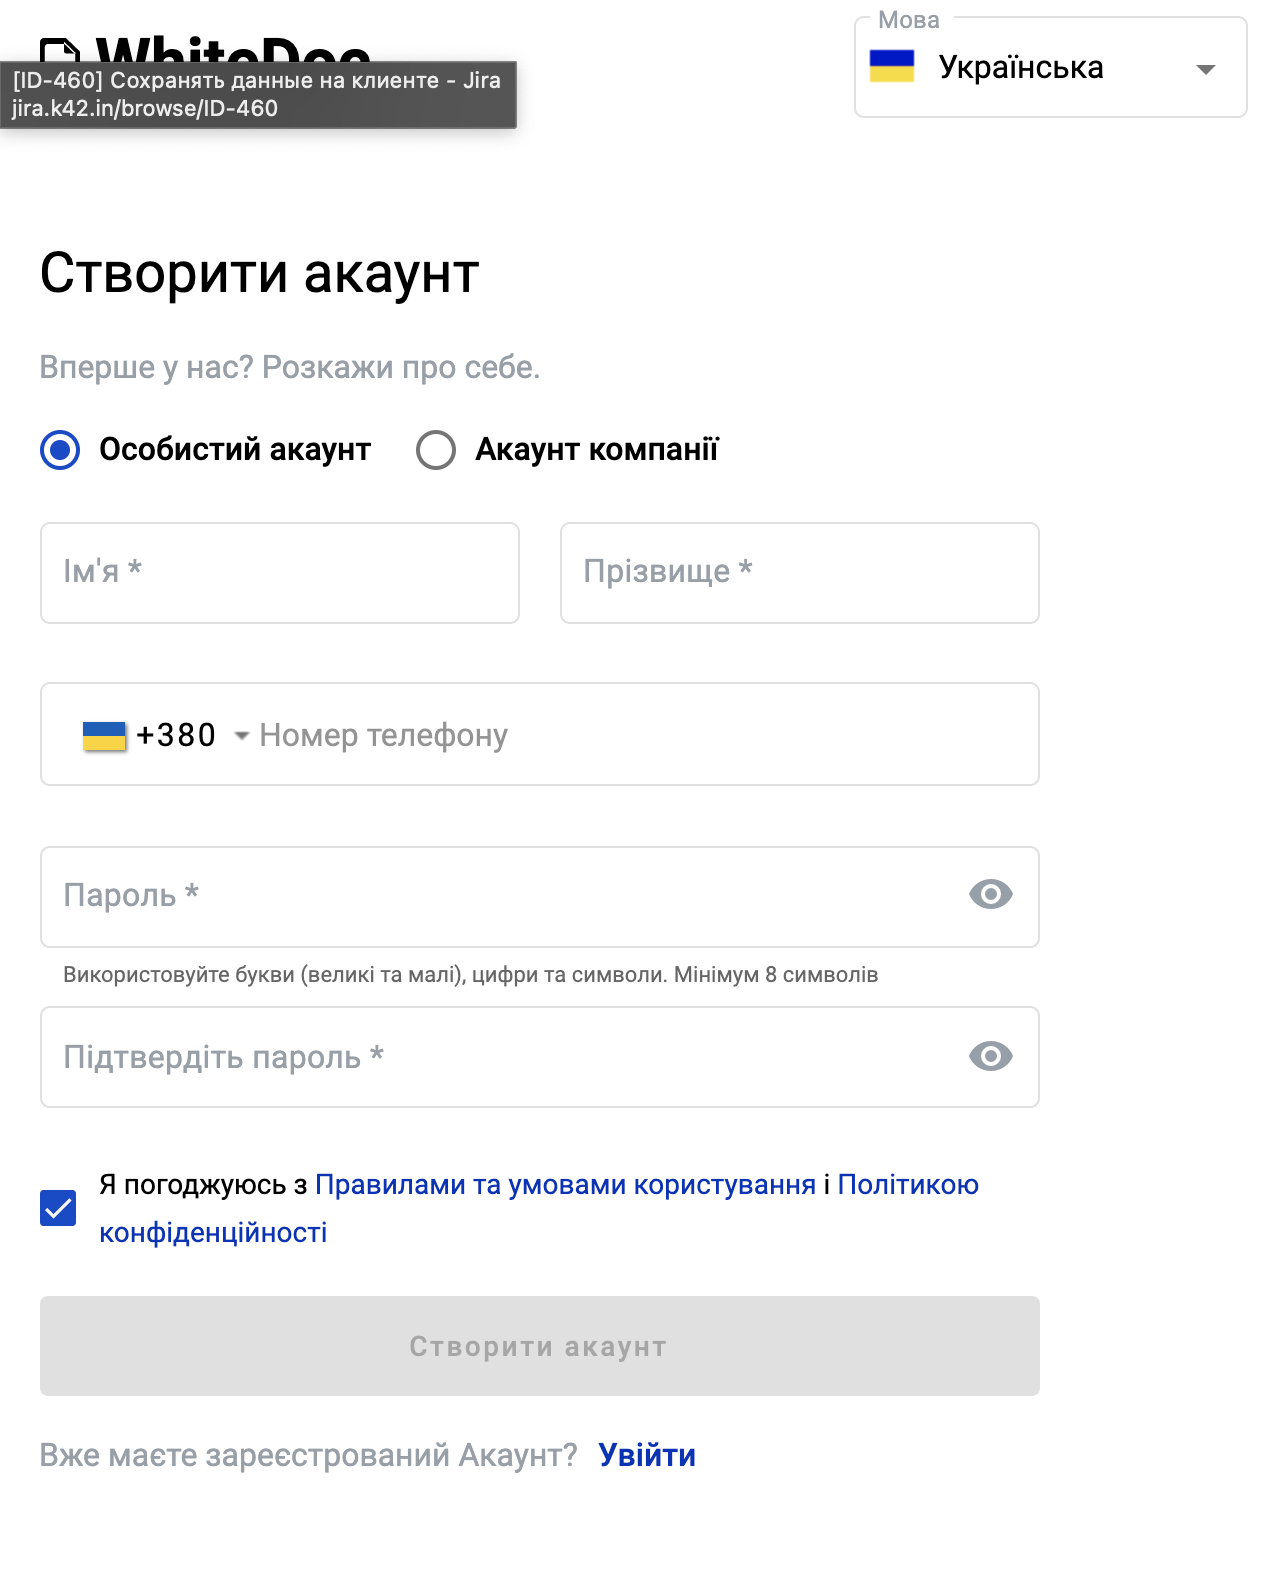 Мова
WhiteDoc
[ID-460] Сохранять данные на клиенте - Jira
jira.k42.in/browse/ID-460
Українська
Створити акаунт
Вперше у нас? Розкажи про себе.
Особистий акаунт Акаунт компанії
Ім'я * Прізвище *
+380 Номер телефону
Пароль *
Використовуйте букви (великі та малі), цифри та символи. Мінімум 8 символів
Підтвердіть пароль *
Я погоджуюсь з Правилами та умовами користування і Політикою
конфіденційності
Створити акаунт
Вже маєте зареєстрований Акаунт? Увійти